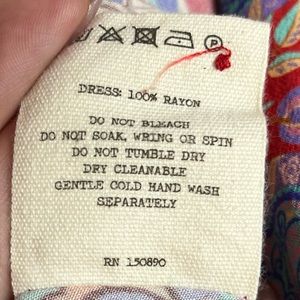 P
DRESS: 100% RAYON
DO NOT BLEACH
DO NOT SOAK, WRING OR SPIN
DO NOT TUMBLE DRY
DRY CLEANABLE
GENTLE COLD HAND WASH
SEPARATELY
RN 150890